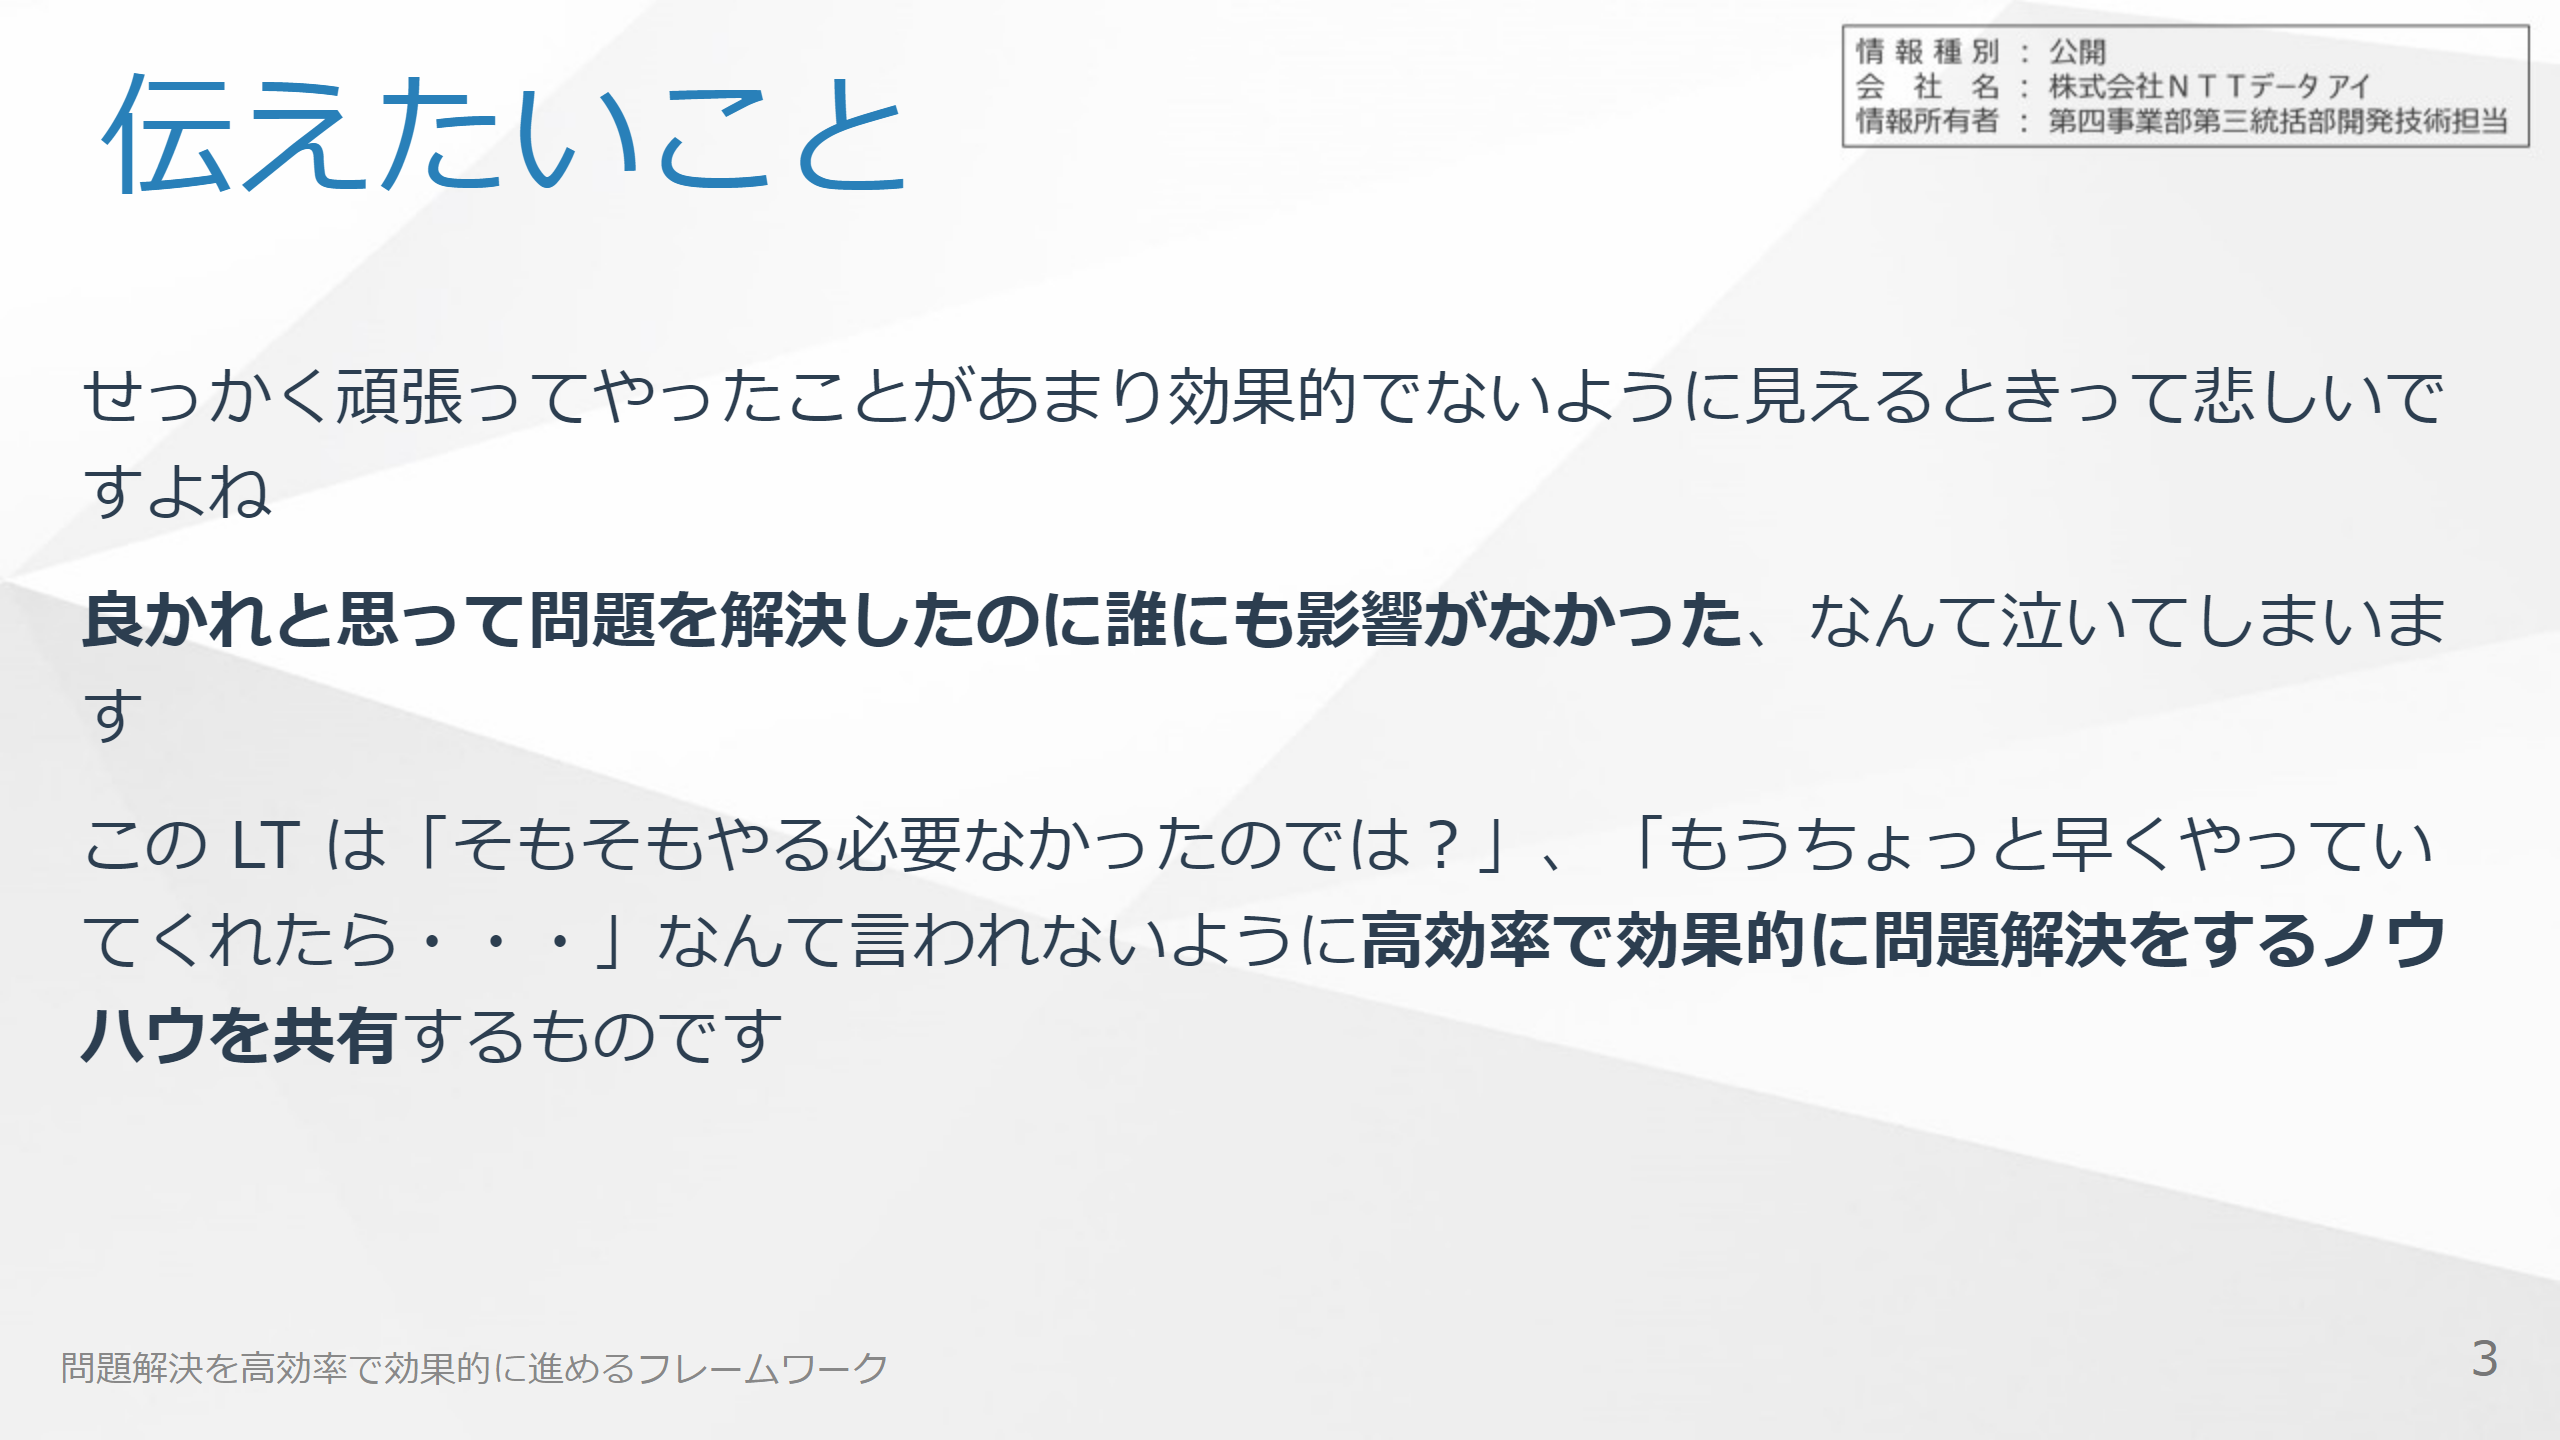 伝えたいこと
情報種別：公開
会社名：株式会社ＮＴＴデータ アイ
情報所有者：第四事業部第三統括部開発技術担当
せっかく頑張ってやったことがあまり効果的でないように見えるときって悲しいで
すよね
良かれと思って問題を解決したのに誰にも影響がなかった、なんて泣いてしまいま
す
この LT は「そもそもやる必要なかったのでは？」、「もうちょっと早くやってい
てくれたら・・・」なんて言われないように高効率で効果的に問題解決をするノウ
ハウを共有するものです
問題解決を高効率で効果的に進めるフレームワーク
3